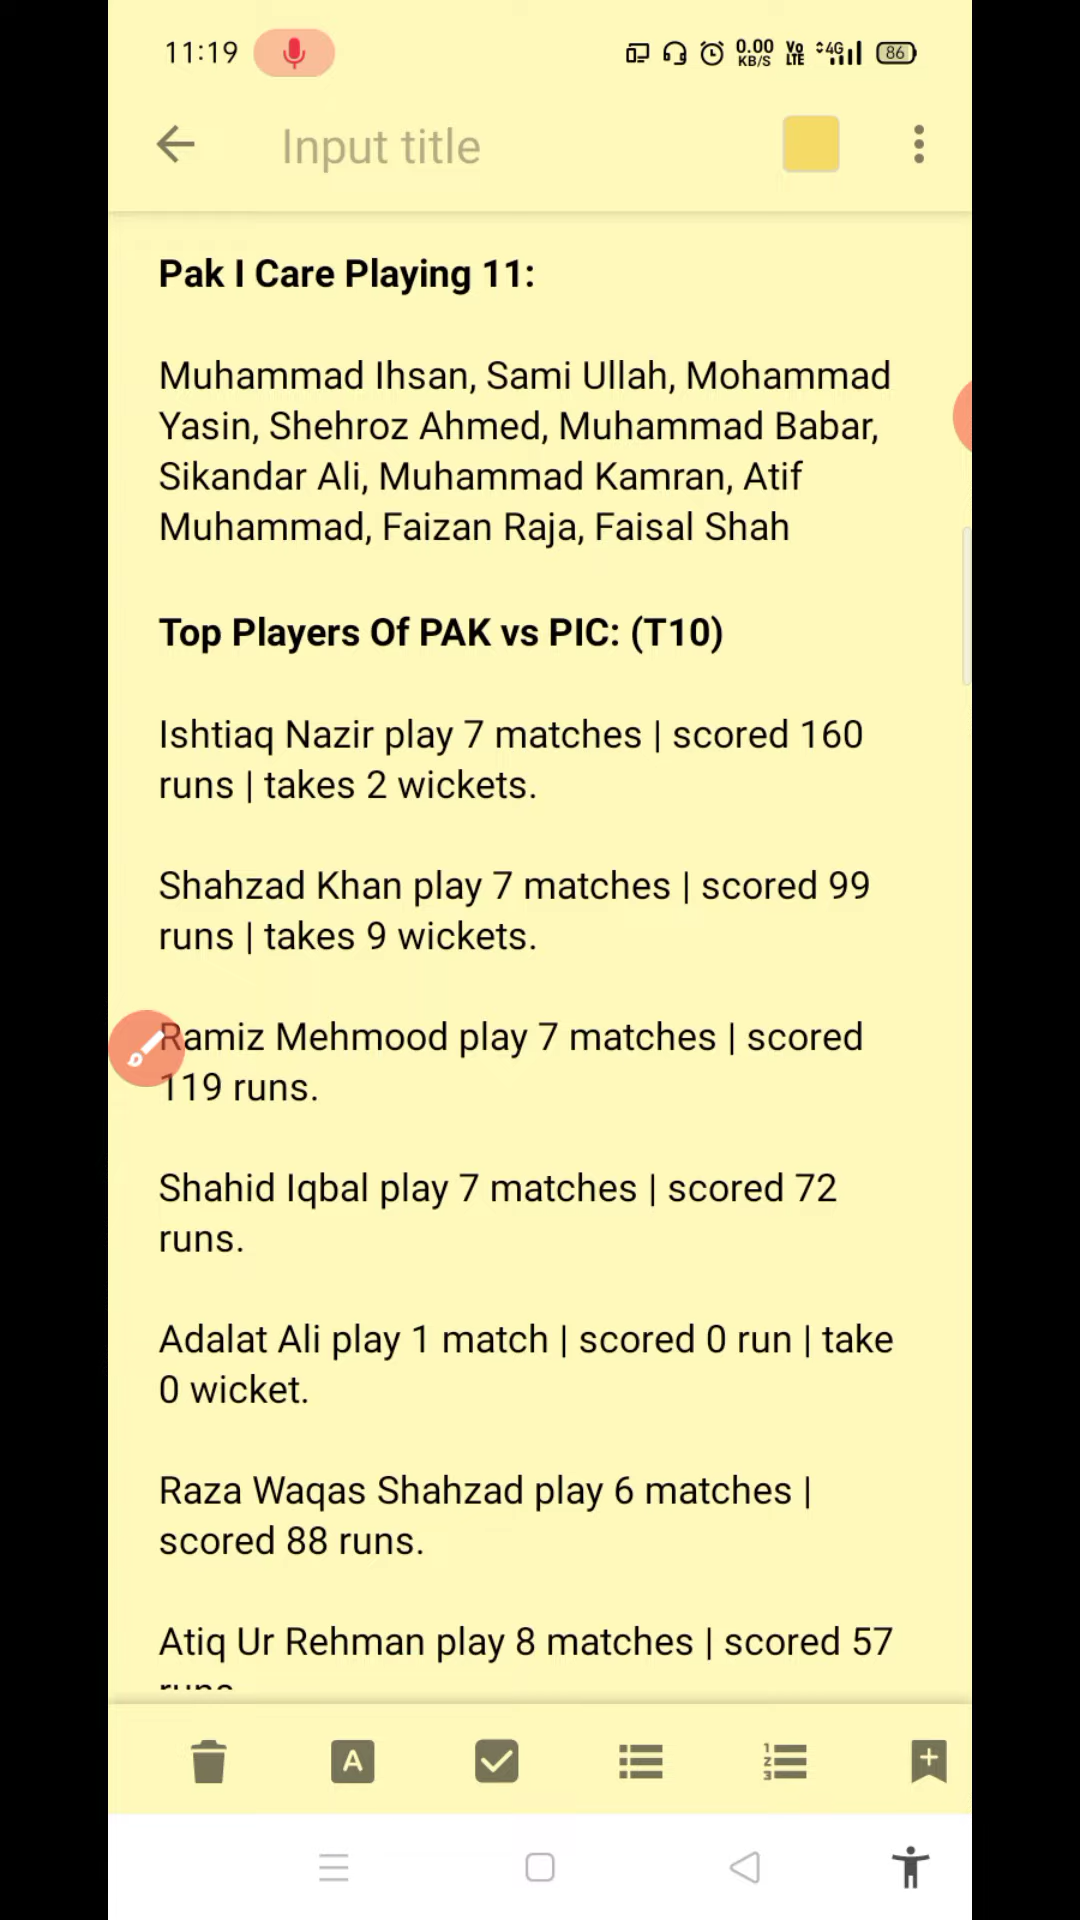 11:19
0.00
KB/S
Vo
LTE
4G
86
Input title
Pak I Care Playing 11:
Muhammad Ihsan, Sami Ullah, Mohammad
Yasin, Shehroz Ahmed, Muhammad Babar,
Sikandar Ali, Muhammad Kamran, Atif
Muhammad, Faizan Raja, Faisal Shah
Top Players Of PAK vs PIC: (T10)
Ishtiaq Nazir play 7 matches | scored 160
runs | takes 2 wickets.
Shahzad Khan play 7 matches | scored 99
runs | takes 9 wickets.
Ramiz Mehmood play 7 matches | scored
119 runs.
Shahid Iqbal play 7 matches | scored 72
runs.
Adalat Ali play 1 match | scored 0 run | take
0 wicket.
Raza Waqas Shahzad play 6 matches |
scored 88 runs.
Atiq Ur Rehman play 8 matches | scored 57
A